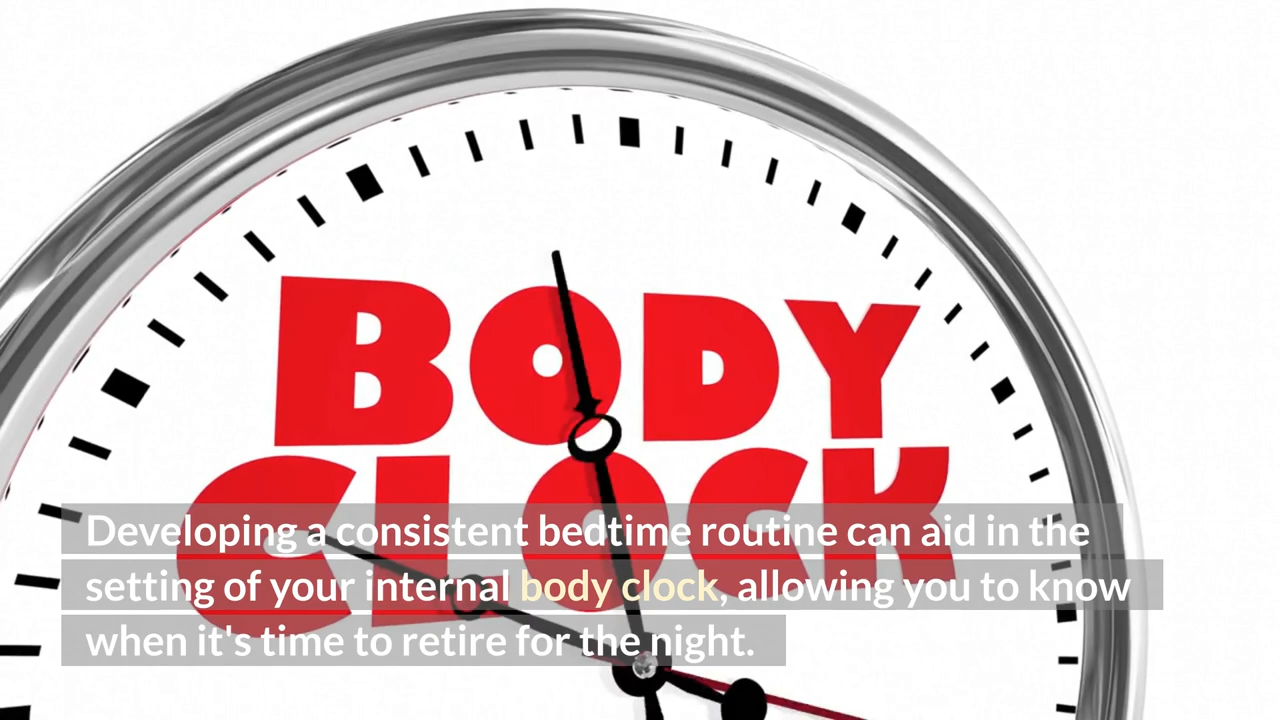 BODY
CLOCK
Developing a consistent bedtime routine can aid in the
setting of your internal body clock, allowing you to know
when it's time to retire for the night.